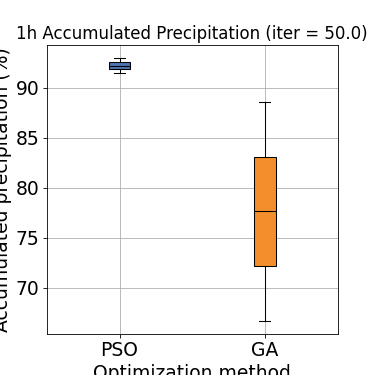 1h Accumulated Precipitation (iter = 50.0)
Accumulated precipitation (%)
90
85
80
75
70
PSO GA
Optimization method